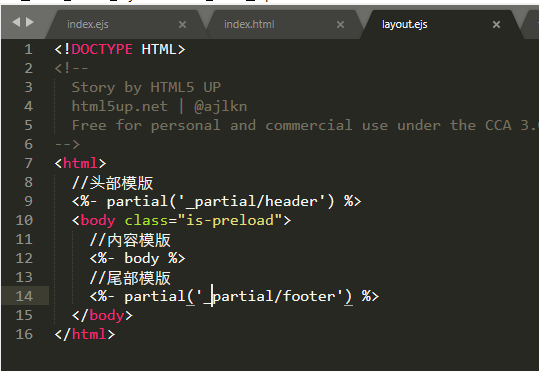 index.ejs index.html layout.ejs
1 <!DOCTYPE HTML>
2 <!--
3 Story by HTML5 UP
4 html5up.net | @ajlkn
5 Free for personal and commercial use under the CCA 3.
6 -->
7 <html>
8 //头部模版
9 <%- partial('_partial/header') %>
10 <body class="is-preload">
11 //内容模版
12 <%- body %>
13 //尾部模版
14 <%- partial('_partial/footer') %>
15 </body>
16 </html>